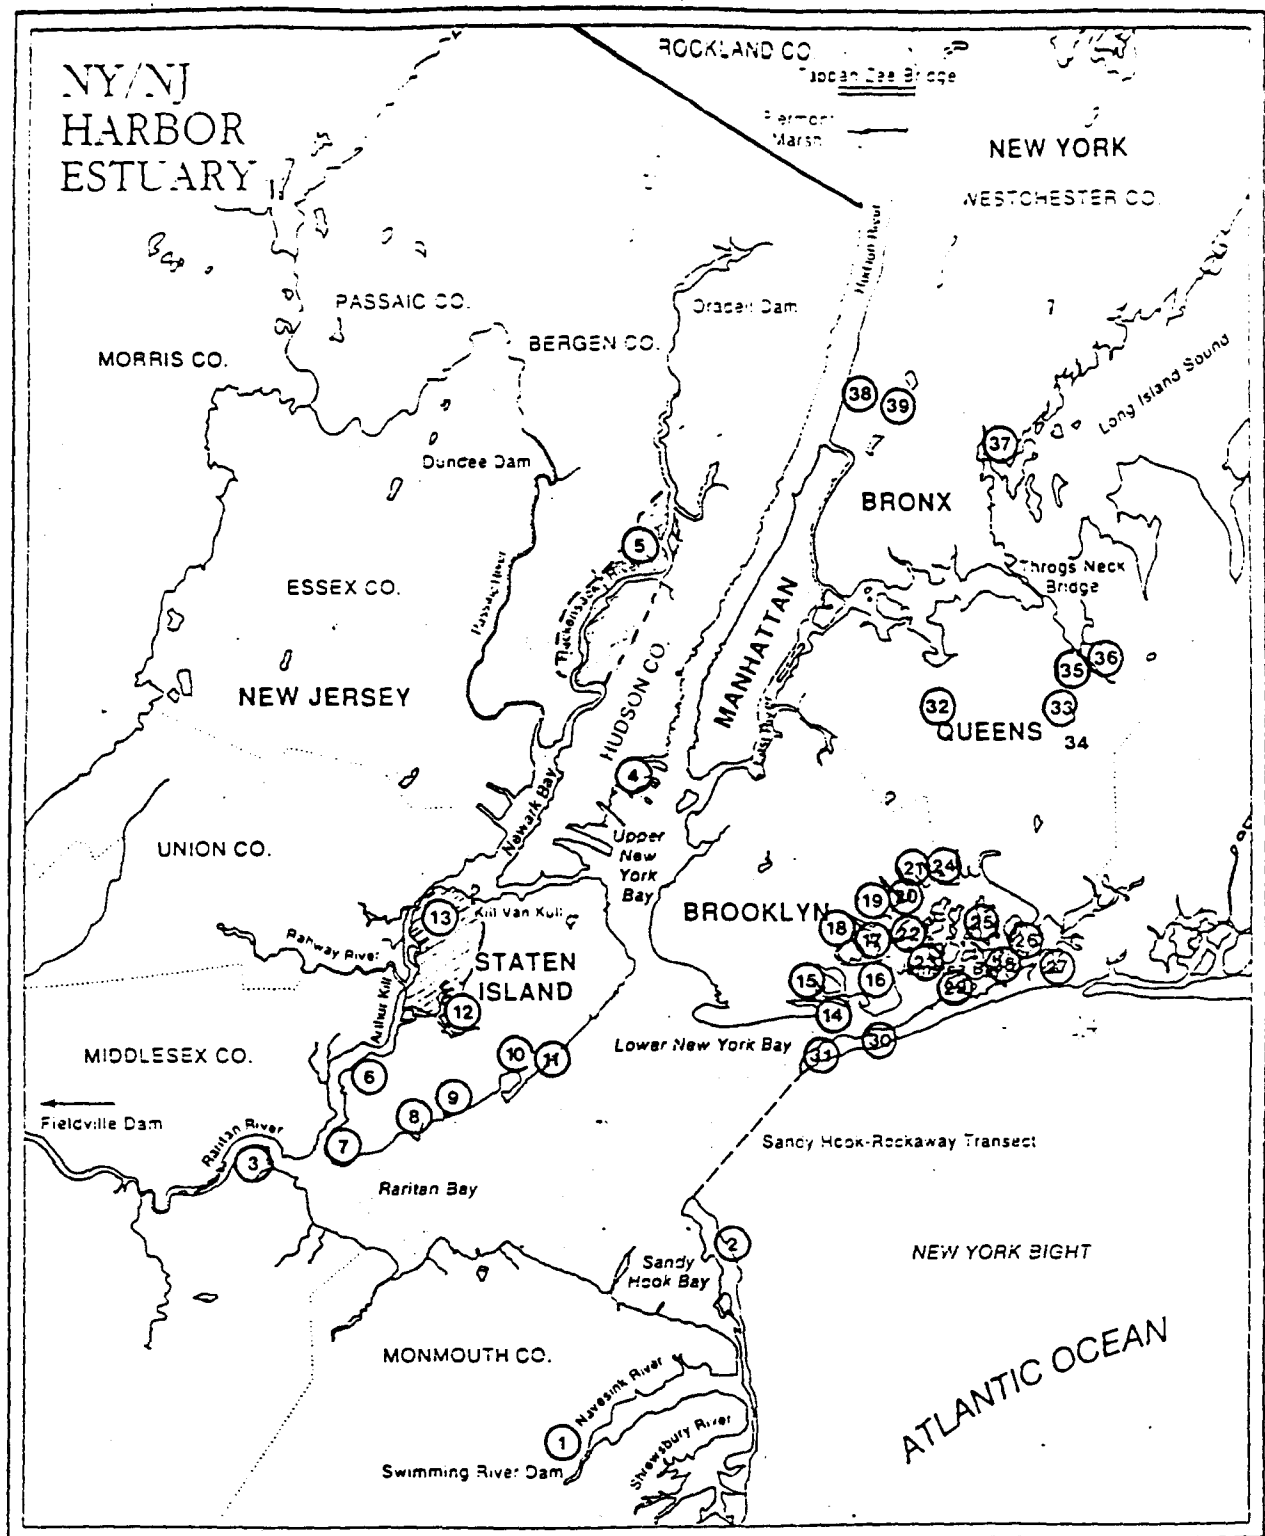 NY/NJ
HARBOR
ESTUARY
ROCKLAND CO.
Tappan Zee Bridge
Piermont
Marsh
NEW YORK
WESTCHESTER CO.
Hudson River
PASSAIC CO.
Oradell Dam
BERGEN CO.
MORRIS CO.
Long Island Sound
38
39
37
Dundee Dam
BRONX
5
Throgs Neck
Bridge
ESSEX CO.
Passaic River
Hackensack River
MANHATTAN
36
35
NEW JERSEY
HUDSON CO.
32
33
QUEENS
34
East River
4
Newark Bay
Upper
New
York
Bay
UNION CO.
21
24
19
20
13
Kill Van Kull
BROOKLYN
18
17
22
25
26
Rahway River
STATEN
ISLAND
23
28
27
15
16
29
Arthur Kill
12
14
Lower New York Bay
30
31
MIDDLESEX CO.
10
11
6
9
8
Fieldville Dam
Raritan River
7
3
Sandy Hook-Rockaway Transect
Raritan Bay
2
NEW YORK BIGHT
Sandy
Hook Bay
MONMOUTH CO.
ATLANTIC OCEAN
Navesink River
1
Shrewsbury River
Swimming River Dam